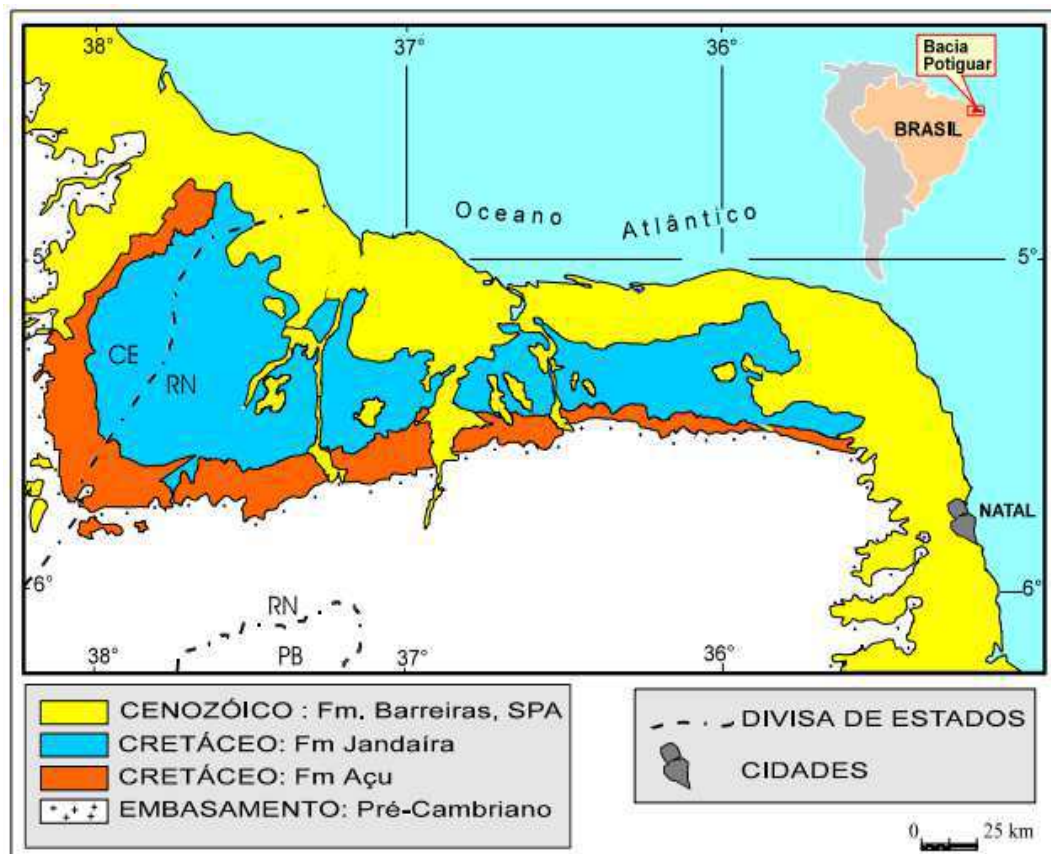 38°
37°
36°
Bacia
Potiguar
BRASIL
Oceano Atlântico
5°
5°
CE
RN
NATAL
6°
6°
RN
PB
38°
37°
36°
CENOZÓICO : Fm. Barreiras, SPA
CRETÁCEO: Fm Jandaíra
CRETÁCEO: Fm Açu
EMBASAMENTO: Pré-Cambriano
DIVISA DE ESTADOS
CIDADES
0 25 km